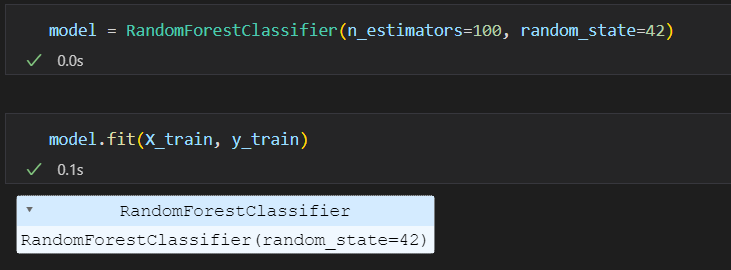 model = RandomForestClassifier(n_estimators=100, random_state=42)
0.0s
model.fit(X_train, y_train)
0.1s
RandomForestClassifier
RandomForestClassifier(random_state=42)